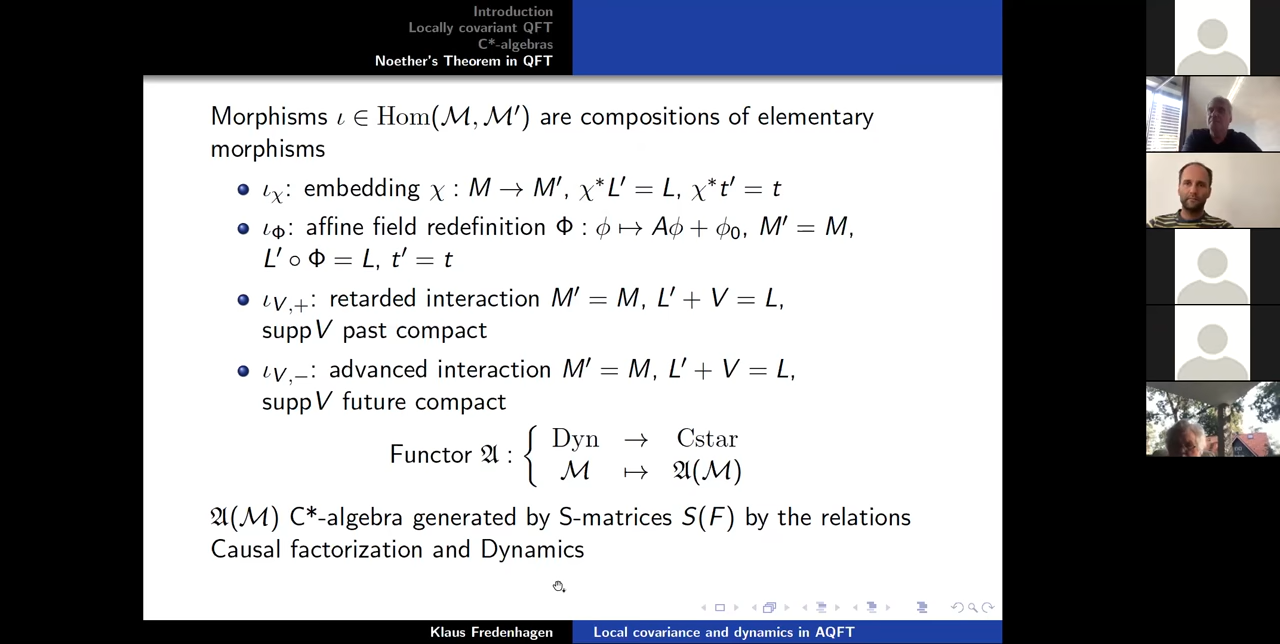 Introduction
Locally covariant QFT
C*-algebras
Noether's Theorem in QFT
Morphisms ι ∈ Hom(ℳ, ℳ′) are compositions of elementary
morphisms
ι_χ: embedding χ : M → M′, χ*L′ = L, χ*t′ = t
ι_Φ: affine field redefinition Φ : ϕ ↦ Aϕ + ϕ₀, M′ = M,
L′ ∘ Φ = L, t′ = t
ι_{V,+}: retarded interaction M′ = M, L′ + V = L,
supp V past compact
ι_{V,−}: advanced interaction M′ = M, L′ + V = L,
supp V future compact
Functor 𝔄 : { Dyn → Cstar
ℳ ↦ 𝔄(ℳ)
𝔄(ℳ) C*-algebra generated by S-matrices S(F) by the relations
Causal factorization and Dynamics
Klaus Fredenhagen Local covariance and dynamics in AQFT